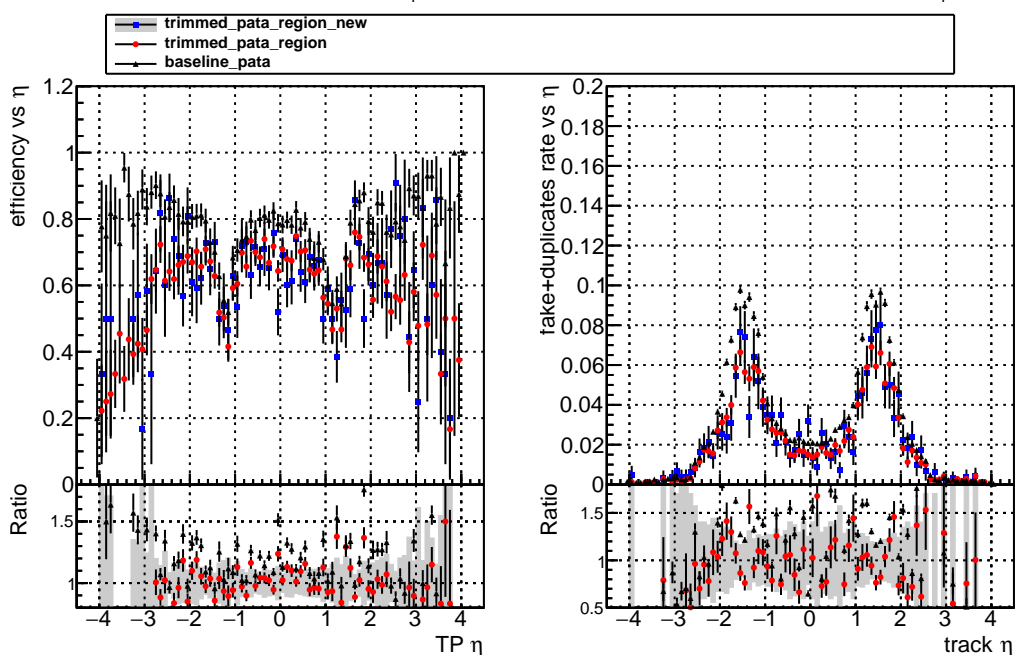 trimmed_pata_region_new
trimmed_pata_region
baseline_pata
efficiency vs η
1.2
1
0.8
0.6
0.4
0.2
0
Ratio
0
1.5
1
−4 −3 −2 −1 0 1 2 3 4
TP η
fake+duplicates rate vs η
0.2
0.18
0.16
0.14
0.12
0.1
0.08
0.06
0.04
0.02
0
Ratio
1.5
1
0.5
−4 −3 −2 −1 0 1 2 3 4
track η